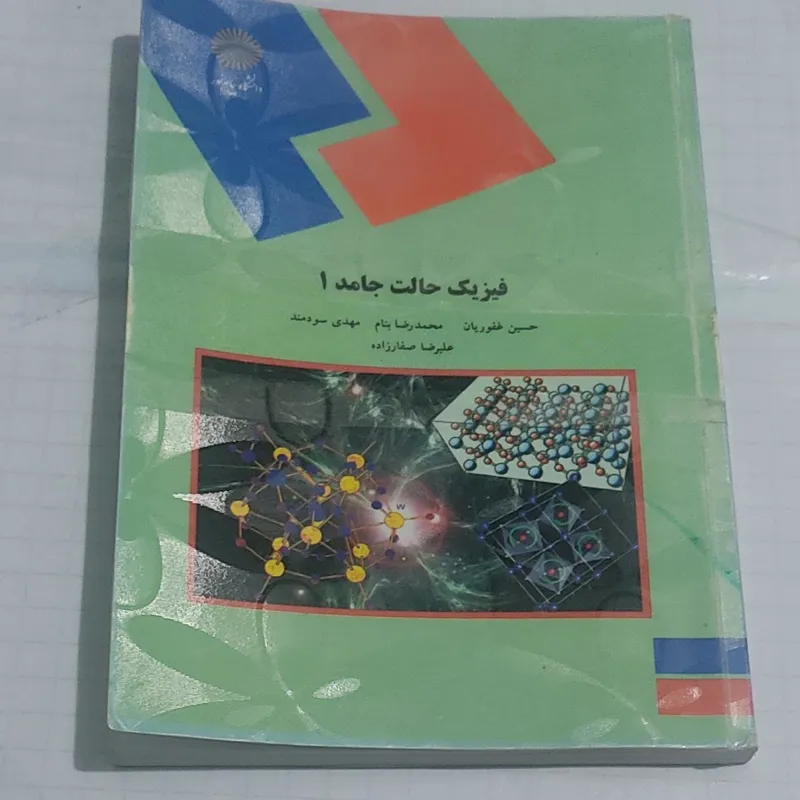 فیزیک حالت جامد ۱
حسین غفوریان محمدرضا بنام مهدی سودمند
علیرضا صفارزاده
W